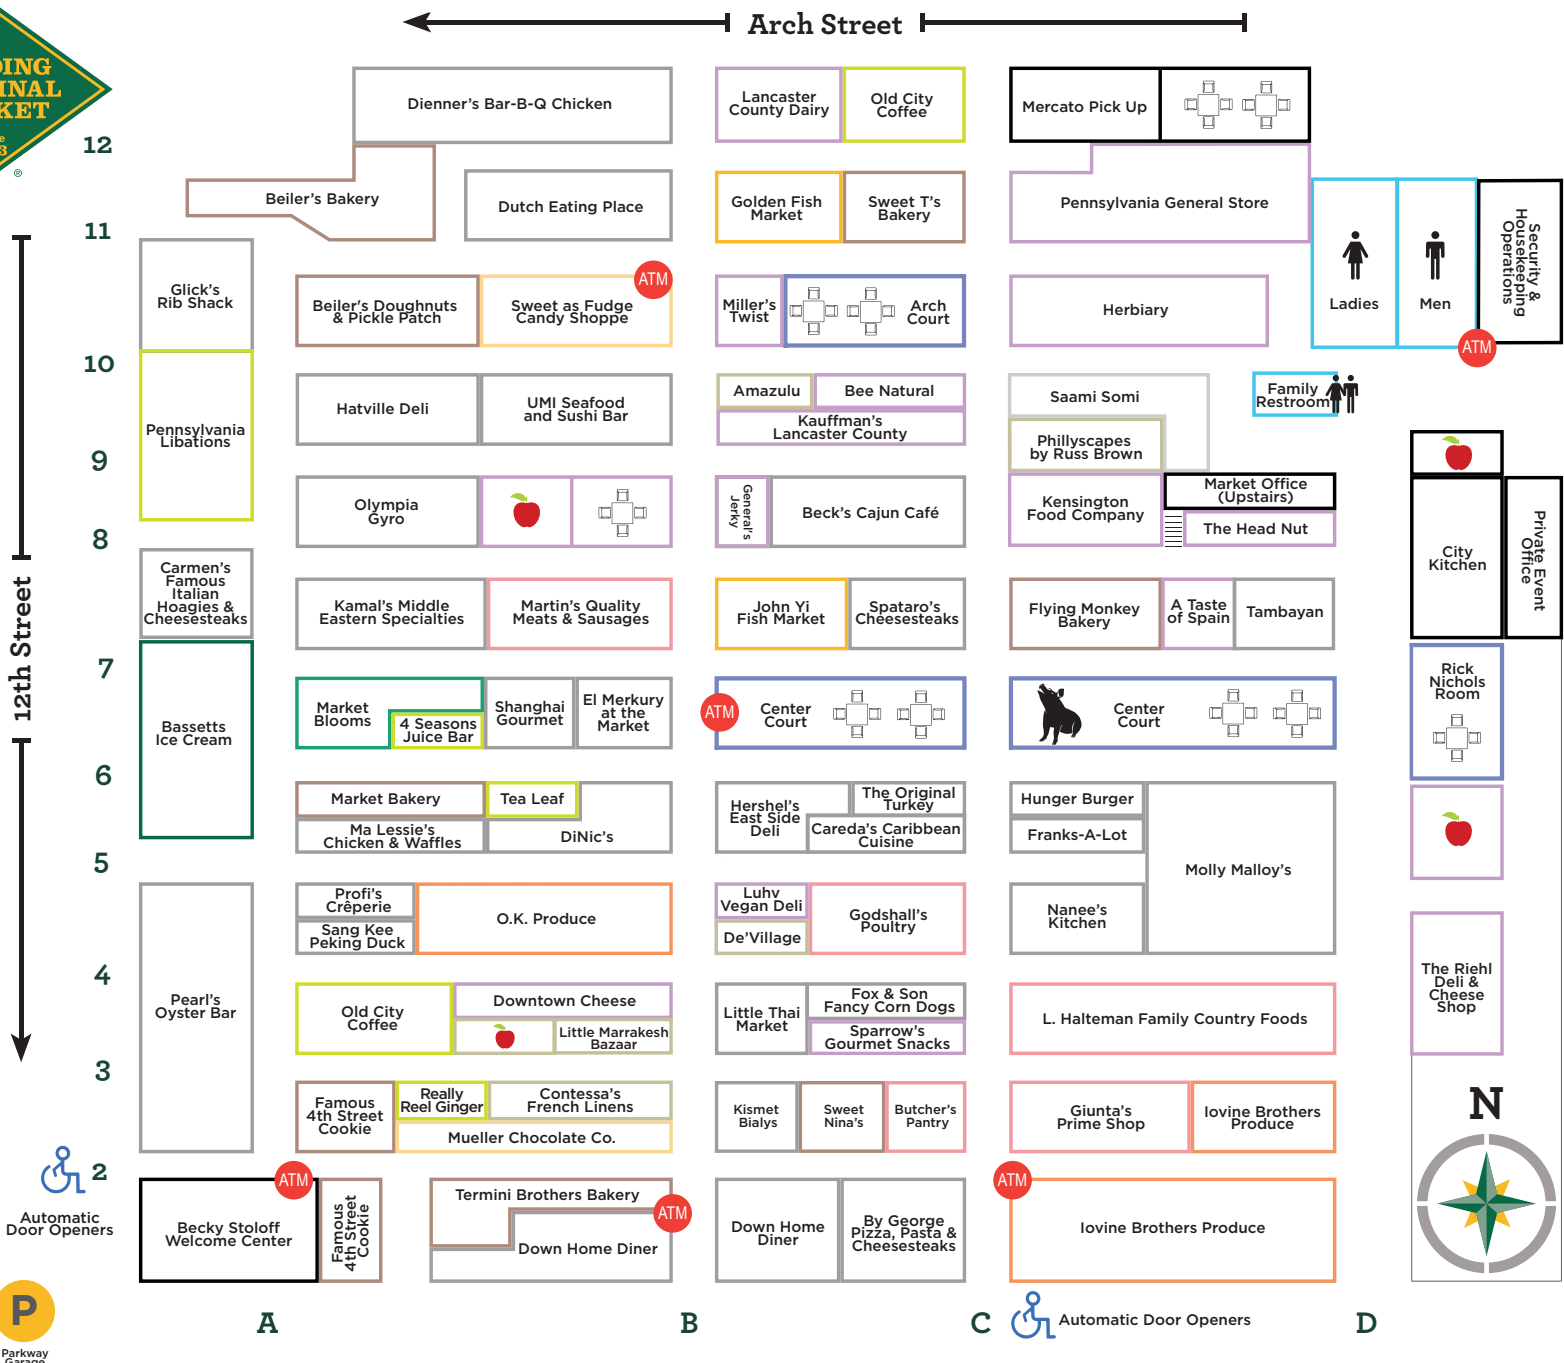 Arch Street
DING
INAL
KET
e
3
®
12
11
10
9
8
7
6
5
4
3
2
12th Street
Dienner's Bar-B-Q Chicken
Lancaster
County Dairy
Old City
Coffee
Mercato Pick Up
Beiler's Bakery
Dutch Eating Place
Golden Fish
Market
Sweet T's
Bakery
Pennsylvania General Store
Ladies
Men
Security &
Housekeeping
Operations
ATM
Glick's
Rib Shack
Beiler's Doughnuts
& Pickle Patch
Sweet as Fudge
Candy Shoppe
ATM
Miller's
Twist
Arch
Court
Herbiary
Pennsylvania
Libations
Hatville Deli
UMI Seafood
and Sushi Bar
Amazulu
Bee Natural
Kauffman's
Lancaster County
Saami Somi
Phillyscapes
by Russ Brown
Family
Restroom
Olympia
Gyro
General's
Jerky
Beck's Cajun Café
Kensington
Food Company
Market Office
(Upstairs)
The Head Nut
City
Kitchen
Private Event
Office
Carmen's
Famous
Italian
Hoagies &
Cheesesteaks
Kamal's Middle
Eastern Specialties
Martin's Quality
Meats & Sausages
John Yi
Fish Market
Spataro's
Cheesesteaks
Flying Monkey
Bakery
A Taste
of Spain
Tambayan
Bassetts
Ice Cream
Market
Blooms
4 Seasons
Juice Bar
Shanghai
Gourmet
El Merkury
at the
Market
ATM
Center
Court
Center
Court
Rick
Nichols
Room
Market Bakery
Tea Leaf
Ma Lessie's
Chicken & Waffles
DiNic's
Hershel's
East Side
Deli
The Original
Turkey
Careda's Caribbean
Cuisine
Hunger Burger
Franks-A-Lot
Molly Malloy's
Profi's
Crêperie
Sang Kee
Peking Duck
O.K. Produce
Luhv
Vegan Deli
De'Village
Godshall's
Poultry
Nanee's
Kitchen
Pearl's
Oyster Bar
Old City
Coffee
Downtown Cheese
Little Marrakesh
Bazaar
Little Thai
Market
Fox & Son
Fancy Corn Dogs
Sparrow's
Gourmet Snacks
L. Halteman Family Country Foods
The Riehl
Deli &
Cheese
Shop
Famous
4th Street
Cookie
Really
Reel Ginger
Contessa's
French Linens
Mueller Chocolate Co.
Kismet
Bialys
Sweet
Nina's
Butcher's
Pantry
Giunta's
Prime Shop
Iovine Brothers
Produce
N
Automatic
Door Openers
ATM
Becky Stoloff
Welcome Center
Famous
4th Street
Cookie
Termini Brothers Bakery
ATM
Down Home Diner
Down Home
Diner
By George
Pizza, Pasta &
Cheesesteaks
ATM
Iovine Brothers Produce
A
B
C
Automatic Door Openers
D
P
Parkway
Garage